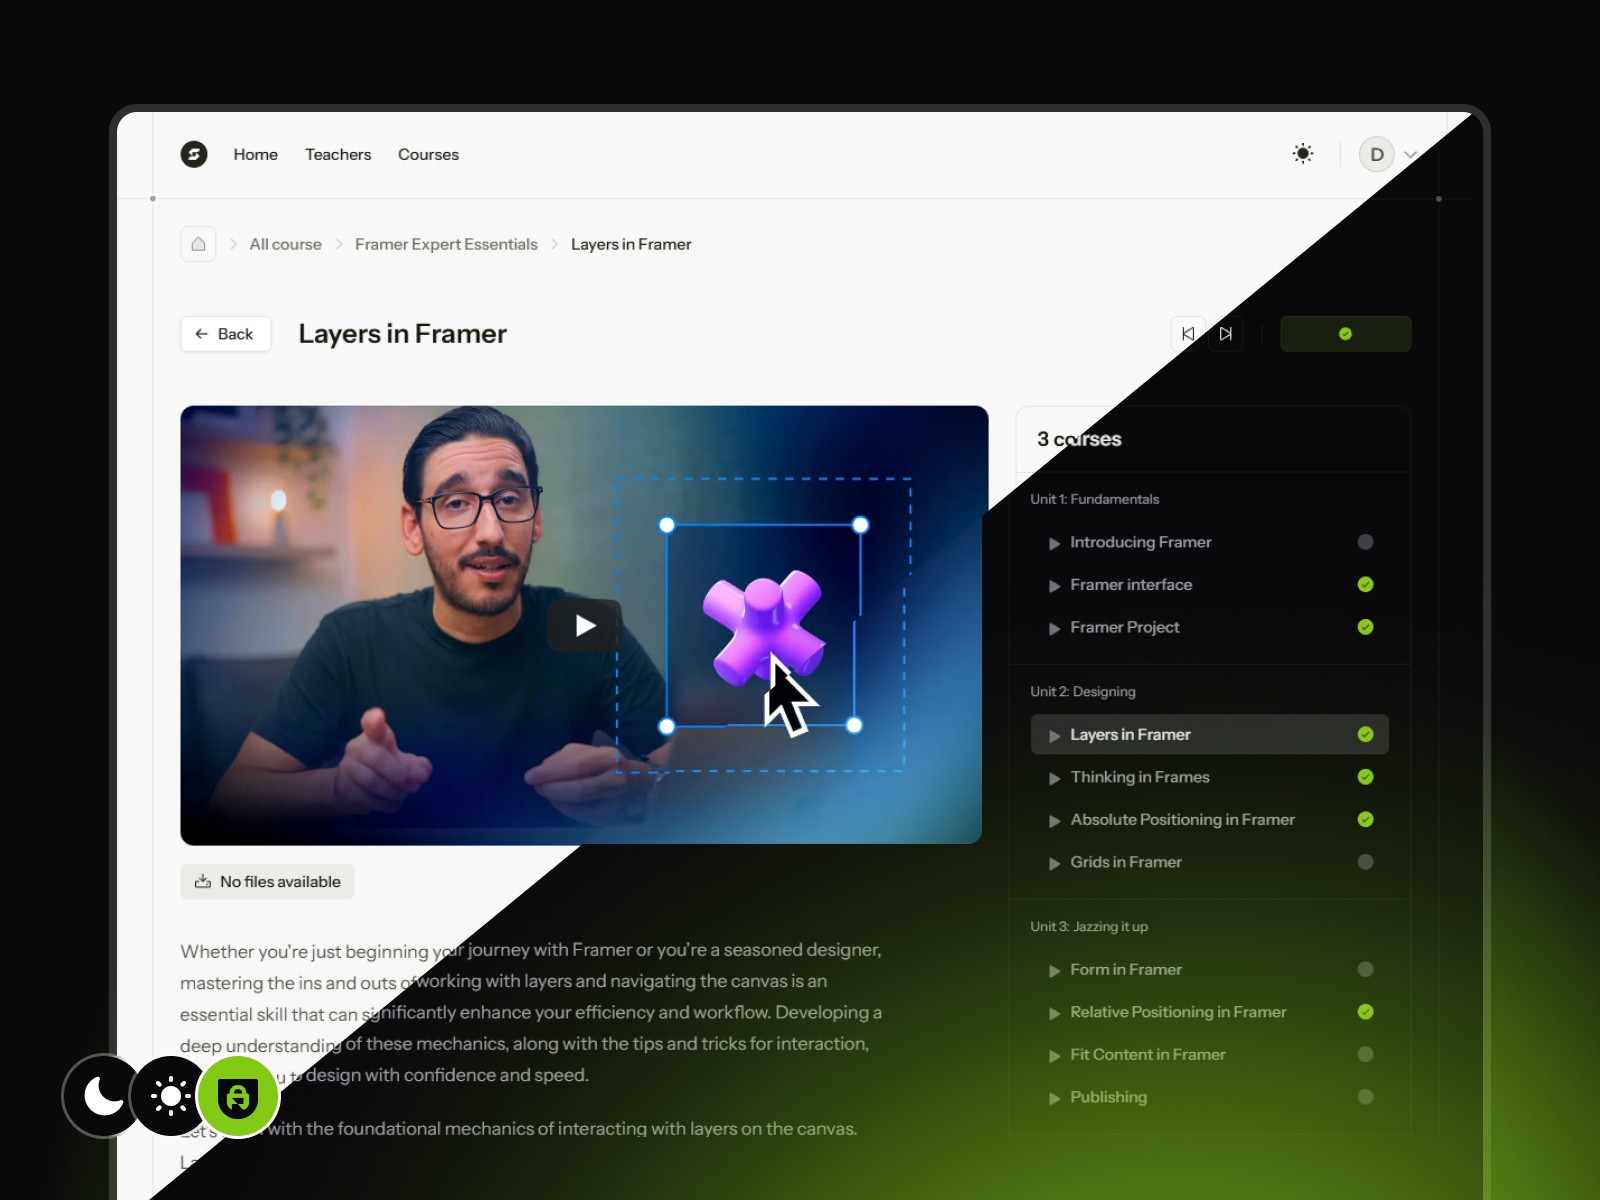 Home Teachers Courses
D
All course Framer Expert Essentials Layers in Framer
Back Layers in Framer
3 courses
Unit 1: Fundamentals
Introducing Framer
Framer interface
Framer Project
Unit 2: Designing
Layers in Framer
Thinking in Frames
Absolute Positioning in Framer
Grids in Framer
Unit 3: Jazzing it up
Form in Framer
Relative Positioning in Framer
Fit Content in Framer
Publishing
No files available
Whether you're just beginning your journey with Framer or you're a seasoned designer,
mastering the ins and outs of working with layers and navigating the canvas is an
essential skill that can significantly enhance your efficiency and workflow. Developing a
deep understanding of these mechanics, along with the tips and tricks for interaction,
to design with confidence and speed.
Let's with the foundational mechanics of interacting with layers on the canvas.